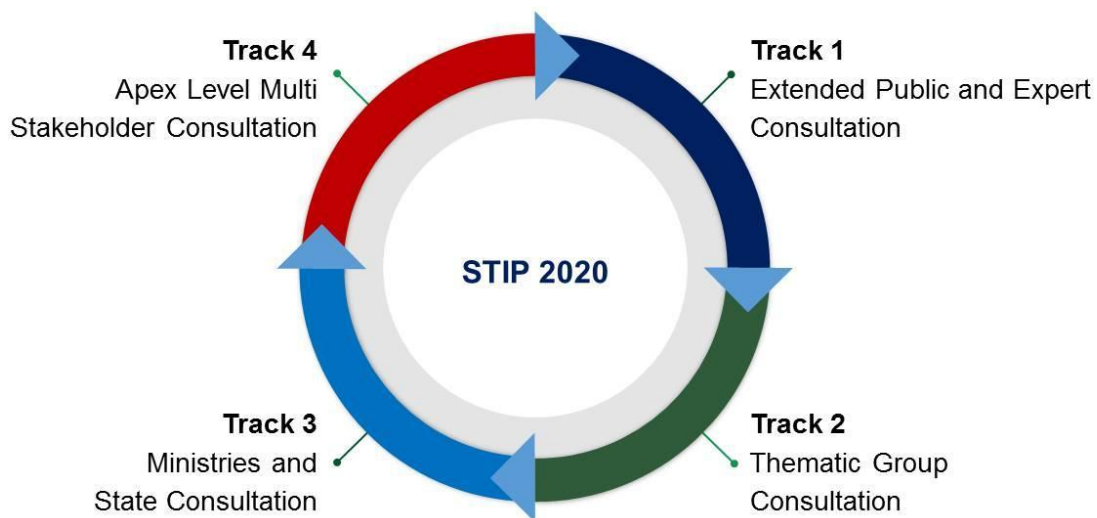 Track 4
Apex Level Multi
Stakeholder Consultation
Track 1
Extended Public and Expert
Consultation
STIP 2020
Track 3
Ministries and
State Consultation
Track 2
Thematic Group
Consultation